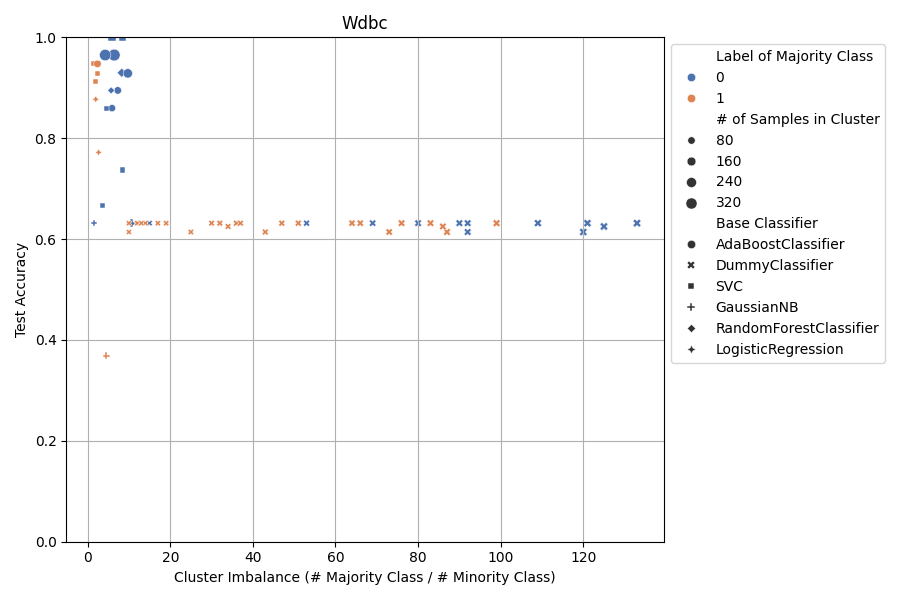 Wdbc
1.0
0.8
0.6
0.4
0.2
0.0
Test Accuracy
0 20 40 60 80 100 120
Cluster Imbalance (# Majority Class / # Minority Class)
Label of Majority Class
0
1
# of Samples in Cluster
80
160
240
320
Base Classifier
AdaBoostClassifier
DummyClassifier
SVC
GaussianNB
RandomForestClassifier
LogisticRegression